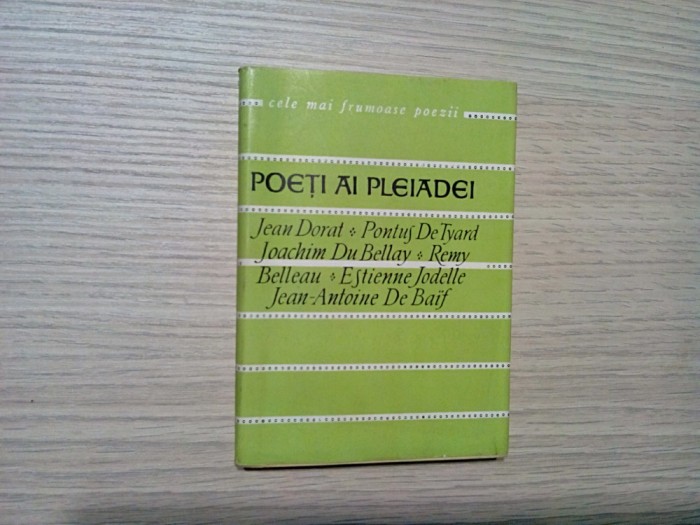 cele mai frumoase poezii
POEȚI AI PLEIADEI
Jean Dorat ❖ Pontus De Tyard
Joachim Du Bellay ❖ Remy
Belleau ❖ Estienne Jodelle
Jean-Antoine De Baïf